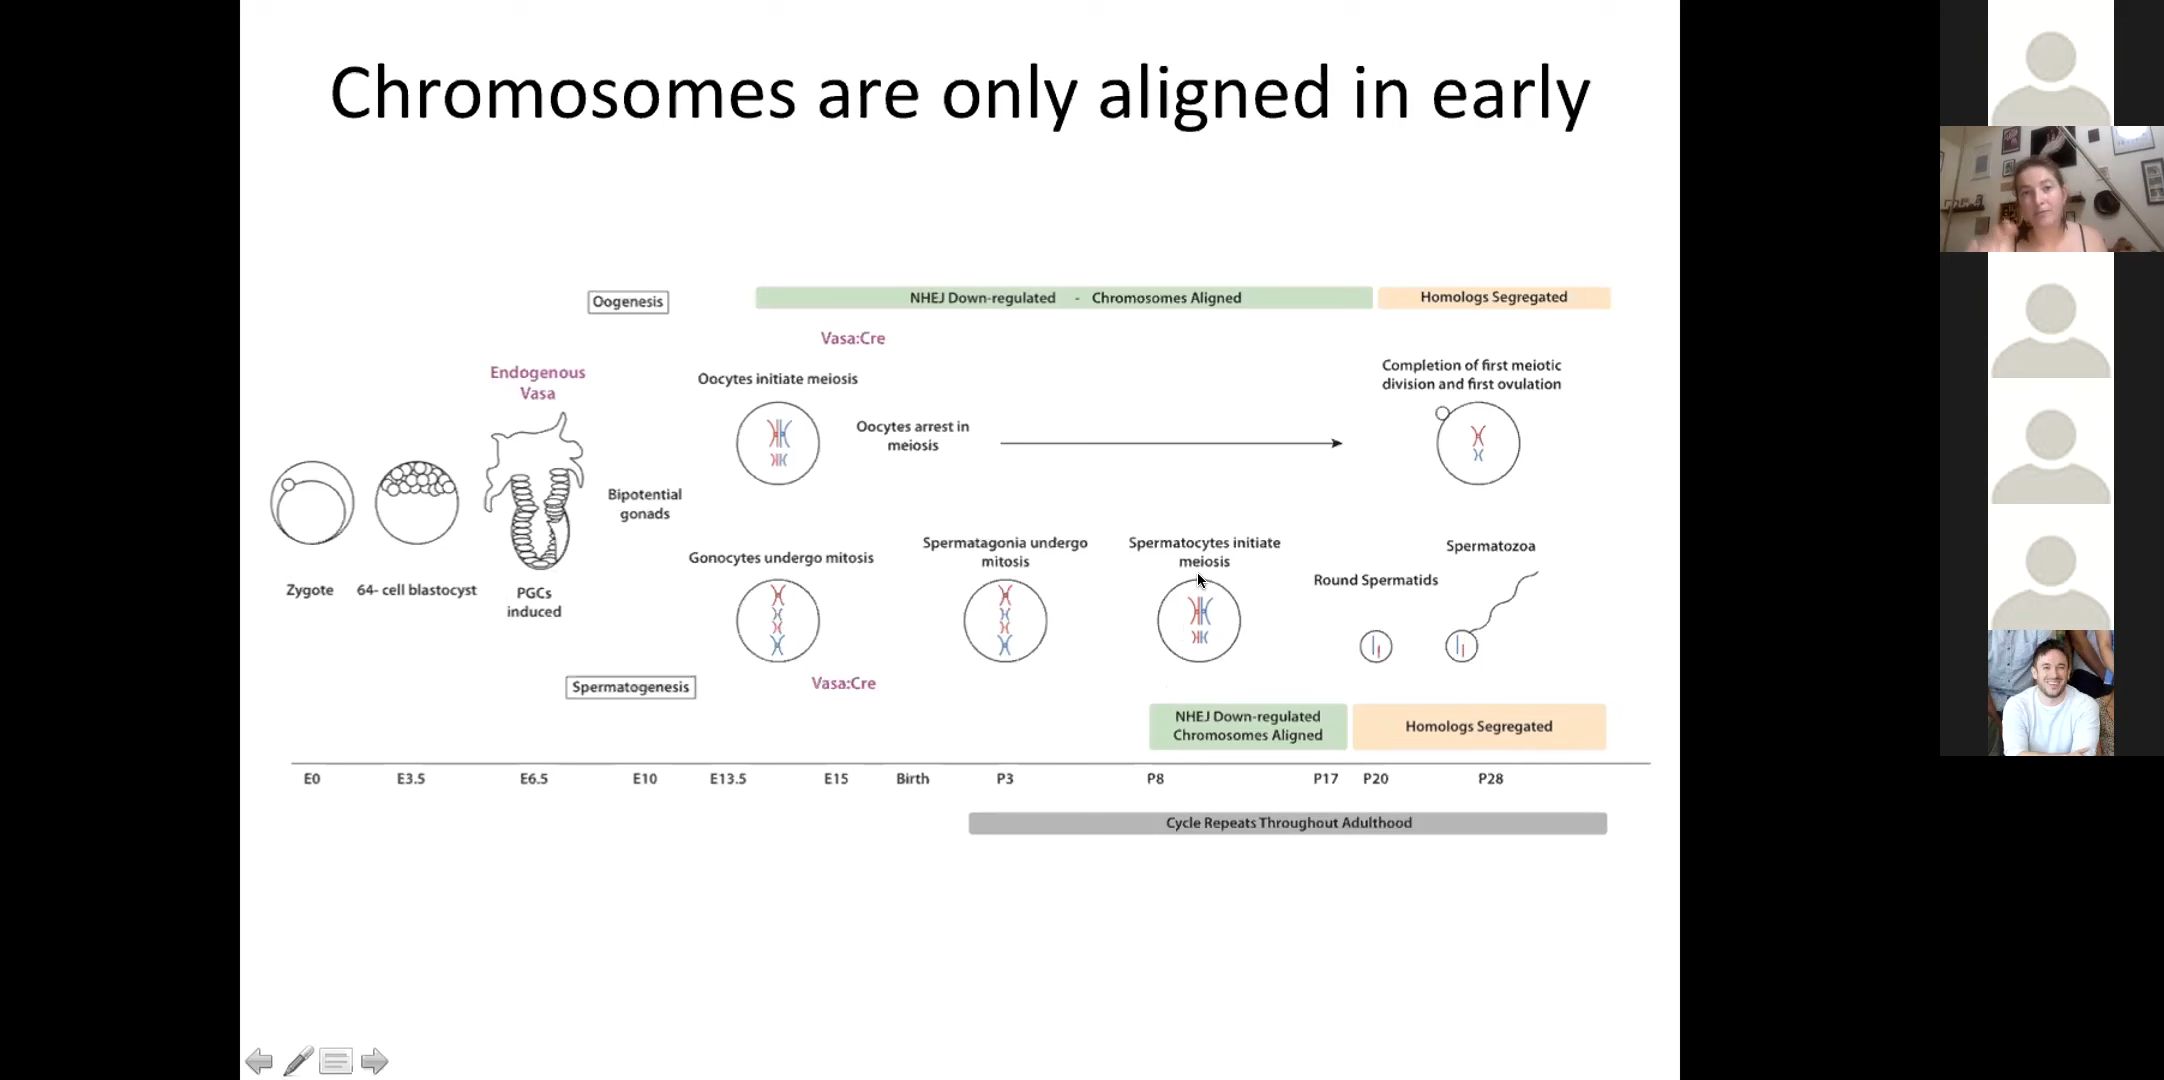 Chromosomes are only aligned in early
Oogenesis
NHEJ Down-regulated - Chromosomes Aligned
Homologs Segregated
Vasa:Cre
Endogenous
Vasa
Oocytes initiate meiosis
Oocytes arrest in
meiosis
Completion of first meiotic
division and first ovulation
Bipotential
gonads
Zygote
64- cell blastocyst
PGCs
induced
Gonocytes undergo mitosis
Spermatagonia undergo
mitosis
Spermatocytes initiate
meiosis
Round Spermatids
Spermatozoa
Spermatogenesis
Vasa:Cre
NHEJ Down-regulated
Chromosomes Aligned
Homologs Segregated
E0 E3.5 E6.5 E10 E13.5 E15 Birth P3 P8 P17 P20 P28
Cycle Repeats Throughout Adulthood